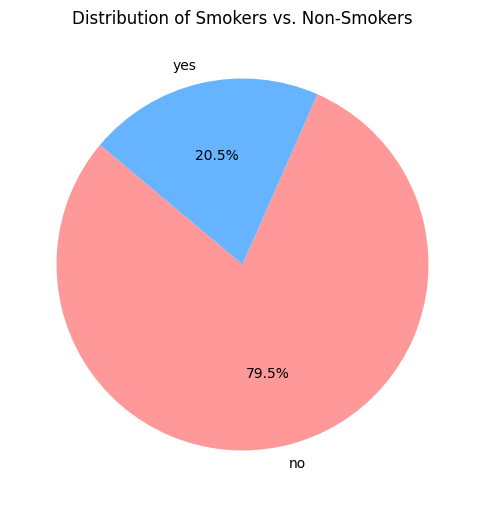 Distribution of Smokers vs. Non-Smokers
yes
20.5%
79.5%
no